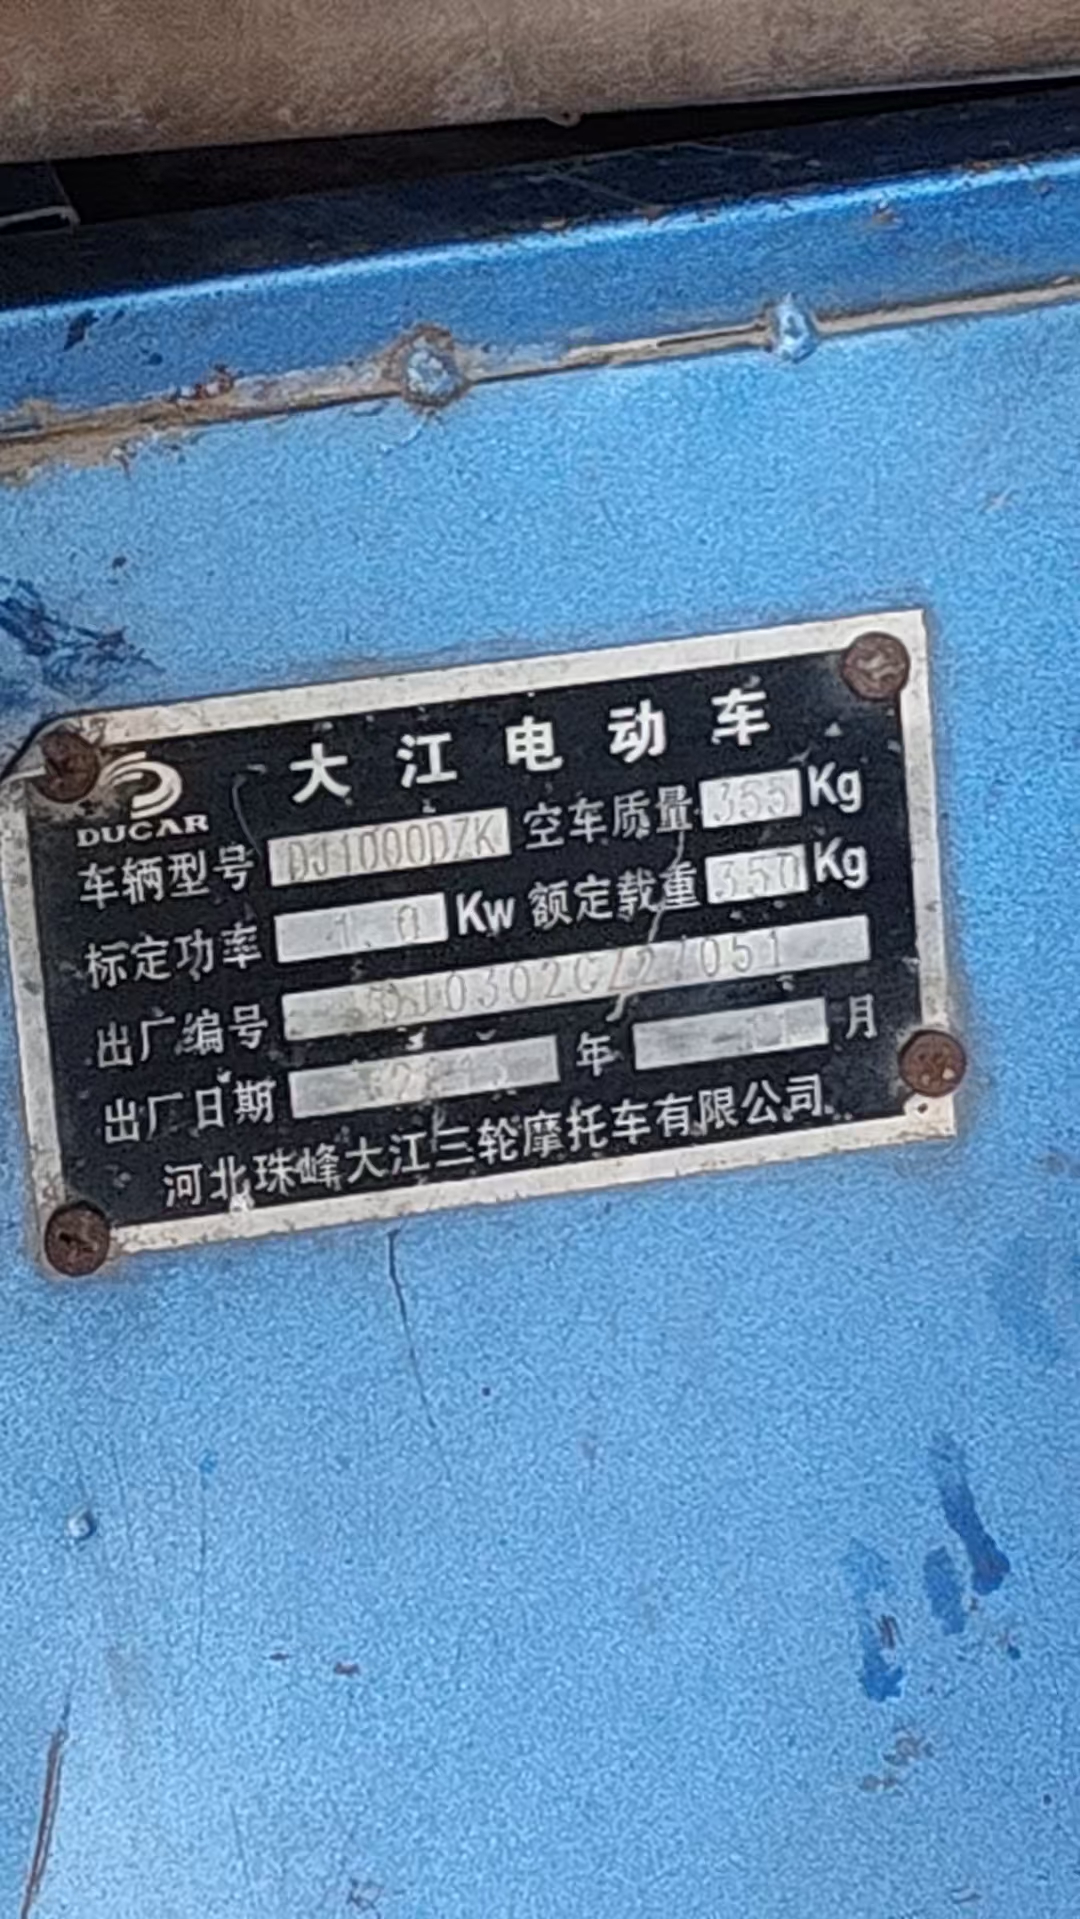 大江电动车
DUCAR
车辆型号 DJ1000DZK 空车质量 355 Kg
标定功率 1.0 Kw 额定载重 350 Kg
出厂编号
出厂日期 年 11 月
河北珠峰大江三轮摩托车有限公司